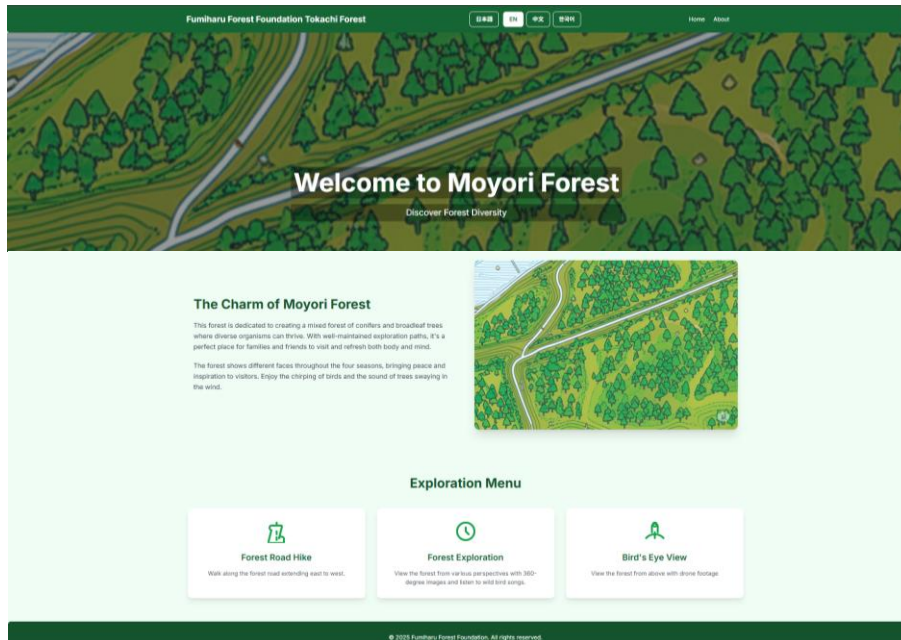 Fumiharu Forest Foundation Tokachi Forest
日本語 EN 中文 한국어
Home About
Welcome to Moyori Forest
Discover Forest Diversity
The Charm of Moyori Forest
This forest is dedicated to creating a mixed forest of conifers and broadleaf trees
where diverse organisms can thrive. With well-maintained exploration paths, it's a
perfect place for families and friends to visit and refresh both body and mind.
The forest shows different faces throughout the four seasons, bringing peace and
inspiration to visitors. Enjoy the chirping of birds and the sound of trees swaying in
the wind.
Exploration Menu
Forest Road Hike
Walk along the forest road extending east to west.
Forest Exploration
View the forest from various perspectives with 360-
degree images and listen to wild bird songs.
Bird's Eye View
View the forest from above with drone footage.
© 2025 Fumiharu Forest Foundation. All rights reserved.